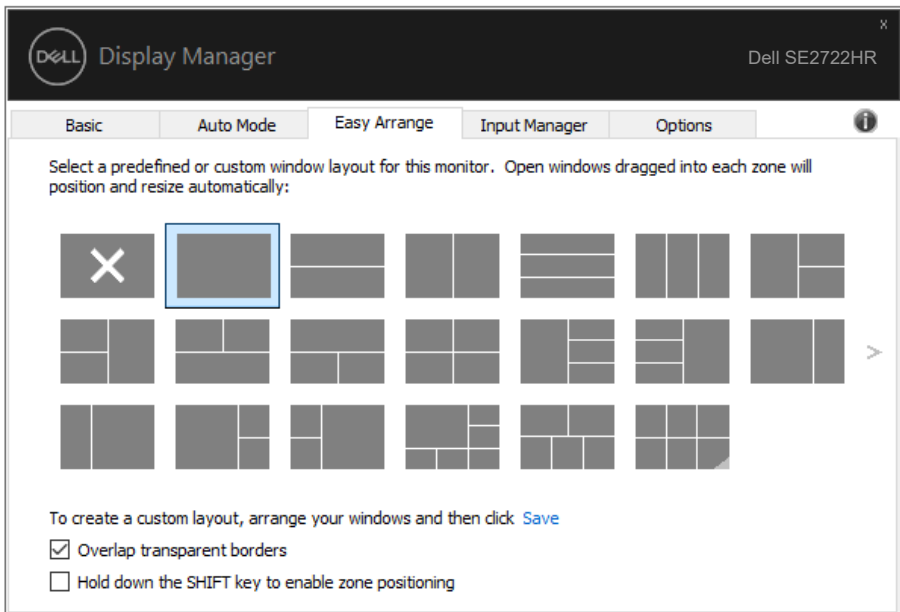 DELL Display Manager
x
Dell SE2722HR
Basic
Auto Mode
Easy Arrange
Input Manager
Options
Select a predefined or custom window layout for this monitor. Open windows dragged into each zone will
position and resize automatically:
>
To create a custom layout, arrange your windows and then click Save
Overlap transparent borders
Hold down the SHIFT key to enable zone positioning